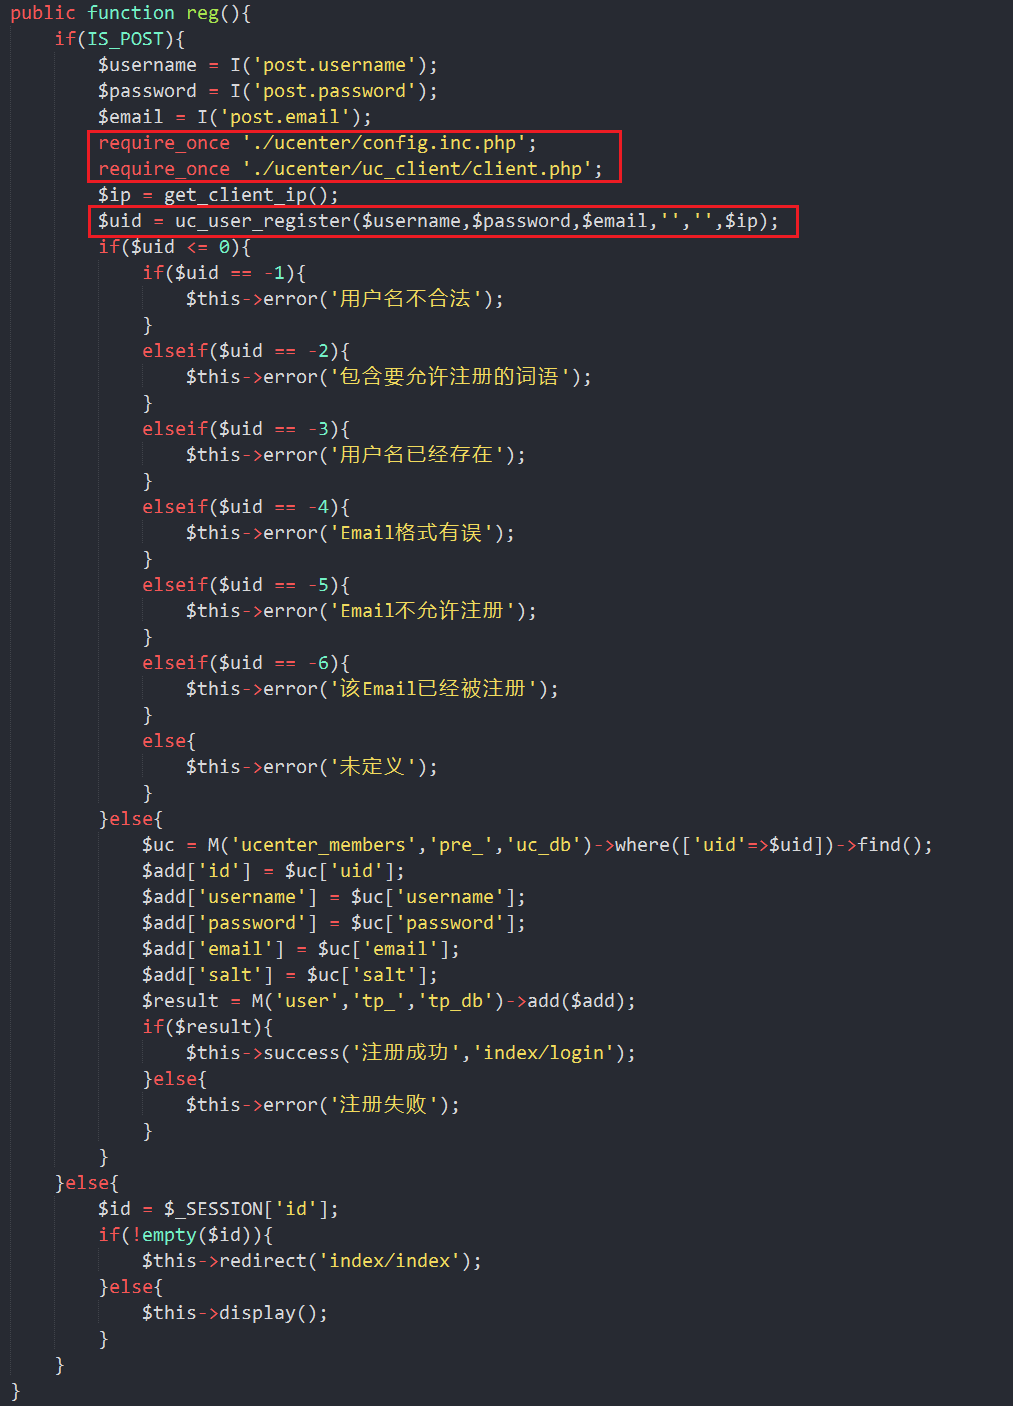 public function reg(){
    if(IS_POST){
        $username = I('post.username');
        $password = I('post.password');
        $email = I('post.email');
        require_once './ucenter/config.inc.php';
        require_once './ucenter/uc_client/client.php';
        $ip = get_client_ip();
        $uid = uc_user_register($username,$password,$email,'','',$ip);
        if($uid <= 0){
            if($uid == -1){
                $this->error('用户名不合法');
            }
            elseif($uid == -2){
                $this->error('包含要允许注册的词语');
            }
            elseif($uid == -3){
                $this->error('用户名已经存在');
            }
            elseif($uid == -4){
                $this->error('Email格式有误');
            }
            elseif($uid == -5){
                $this->error('Email不允许注册');
            }
            elseif($uid == -6){
                $this->error('该Email已经被注册');
            }
            else{
                $this->error('未定义');
            }
        }else{
            $uc = M('ucenter_members','pre_','uc_db')->where(['uid'=>$uid])->find();
            $add['id'] = $uc['uid'];
            $add['username'] = $uc['username'];
            $add['password'] = $uc['password'];
            $add['email'] = $uc['email'];
            $add['salt'] = $uc['salt'];
            $result = M('user','tp_','tp_db')->add($add);
            if($result){
                $this->success('注册成功','index/login');
            }else{
                $this->error('注册失败');
            }
        }
    }else{
        $id = $_SESSION['id'];
        if(!empty($id)){
            $this->redirect('index/index');
        }else{
            $this->display();
        }
    }
}